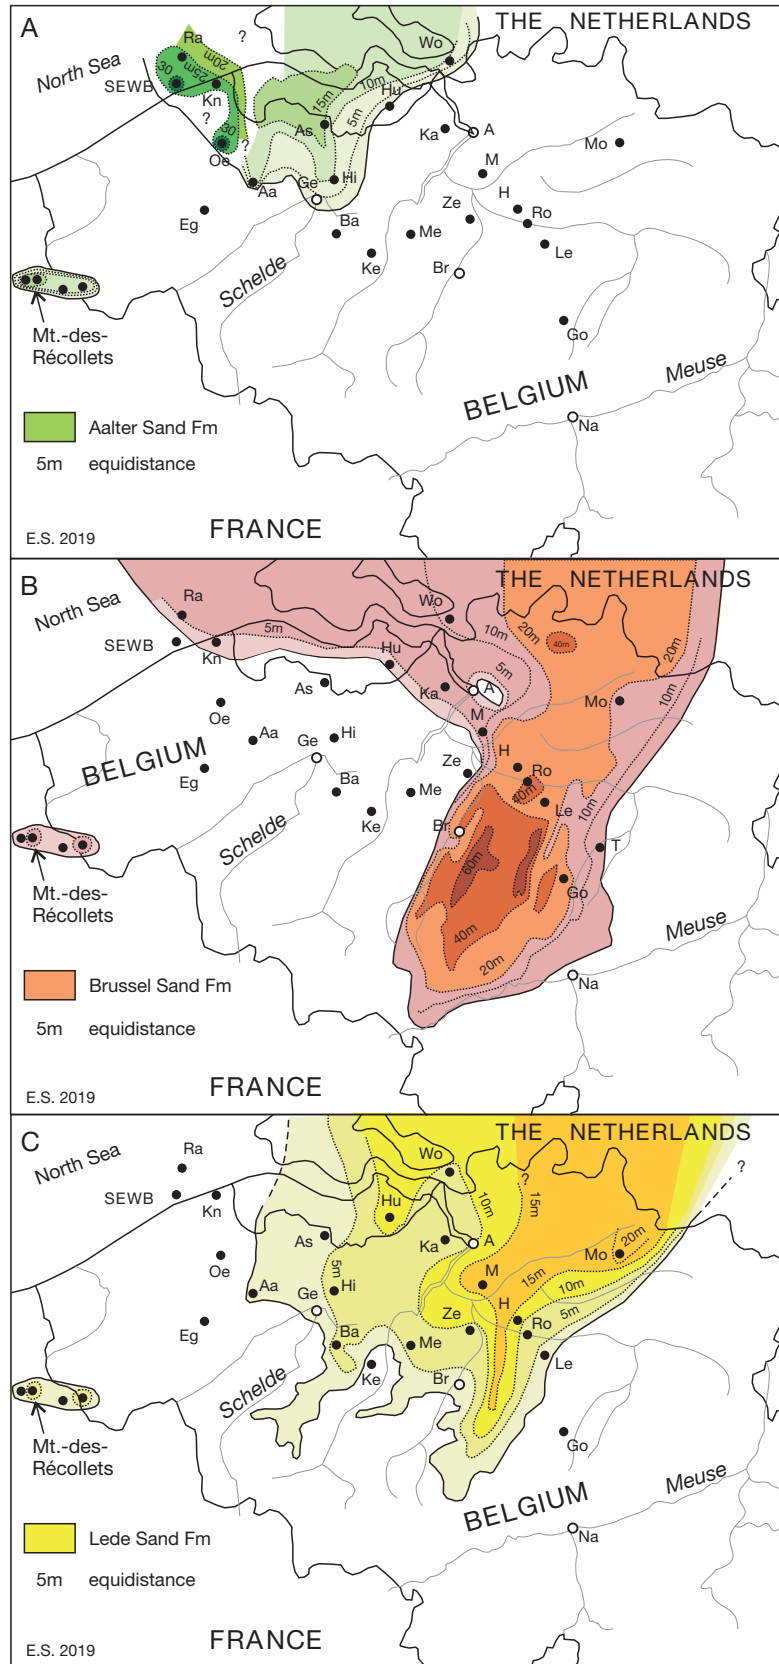 A
THE NETHERLANDS
North Sea
Ra
?
20m
25m
30
SEWB
Kn
?
30
Oe
?
Wo
10m
15m
5m
Hu
As
Ka
A
Mo
M
Aa
Ge
Hi
Eg
Ba
Ze
H
Ro
Me
Le
Ke
Br
Schelde
Mt.-des-
Récollets
Go
BELGIUM
Meuse
Na
Aalter Sand Fm
5m equidistance
FRANCE
E.S. 2019
B
THE NETHERLANDS
North Sea
Ra
Wo
SEWB
Kn
5m
10m
20m
40m
20m
Hu
5m
As
Ka
A
10m
Oe
Mo
M
Aa
Ge
Hi
BELGIUM
Eg
Ba
Ze
H
Ro
40m
Me
Le
10m
Ke
Br
T
60m
Schelde
Go
Mt.-des-
Récollets
40m
Meuse
20m
Na
Brussel Sand Fm
5m equidistance
FRANCE
E.S. 2019
C
THE NETHERLANDS
North Sea
Ra
Wo
?
?
SEWB
Kn
10m
15m
Hu
As
Ka
A
Oe
Mo
20m
5m
M
15m
10m
Aa
Ge
Hi
H
5m
Eg
Ba
Ze
Ro
Me
Le
Ke
Br
Schelde
Mt.-des-
Récollets
Go
Meuse
BELGIUM
Na
Lede Sand Fm
5m equidistance
FRANCE
E.S. 2019